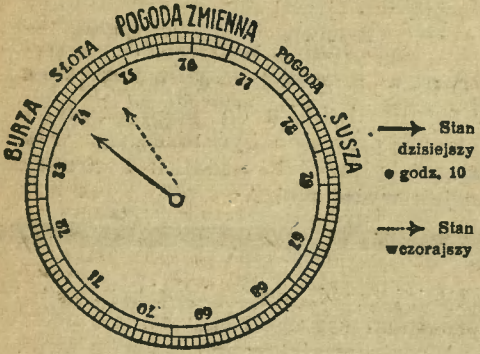 BURZA
SŁOTA
POGODA ZMIENNA
POGODA
SUSZA
73
74
75
76
77
78
79
67
68
69
70
71
72
Stan
dzisiejszy
o godz. 10
Stan
wczorajszy